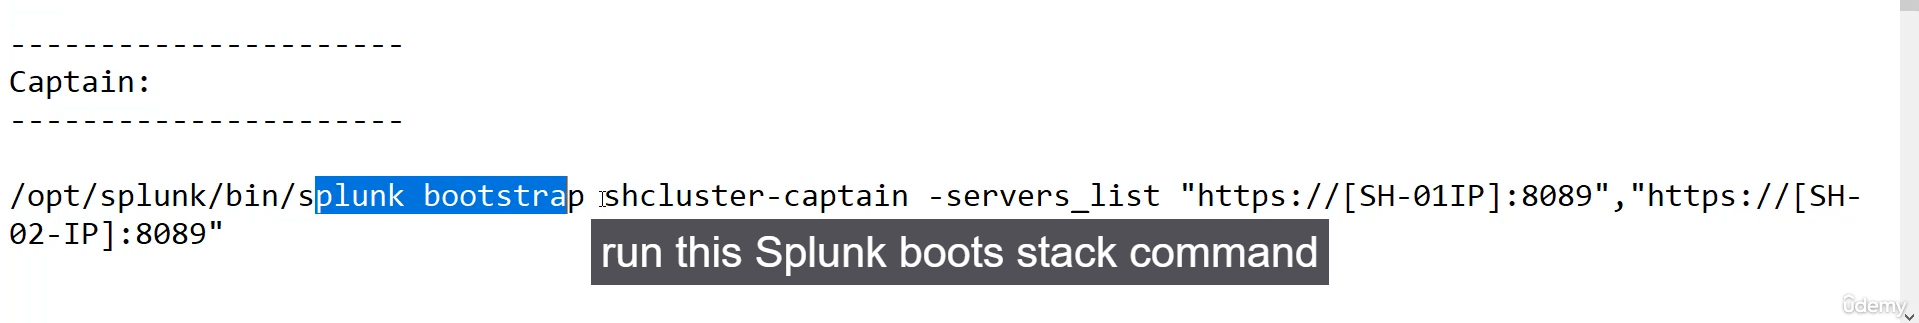 -----------------------
Captain:
-----------------------
/opt/splunk/bin/splunk bootstrap shcluster-captain -servers_list "https://[SH-01IP]:8089","https://[SH-
02-IP]:8089"
run this Splunk boots stack command
ûdemy